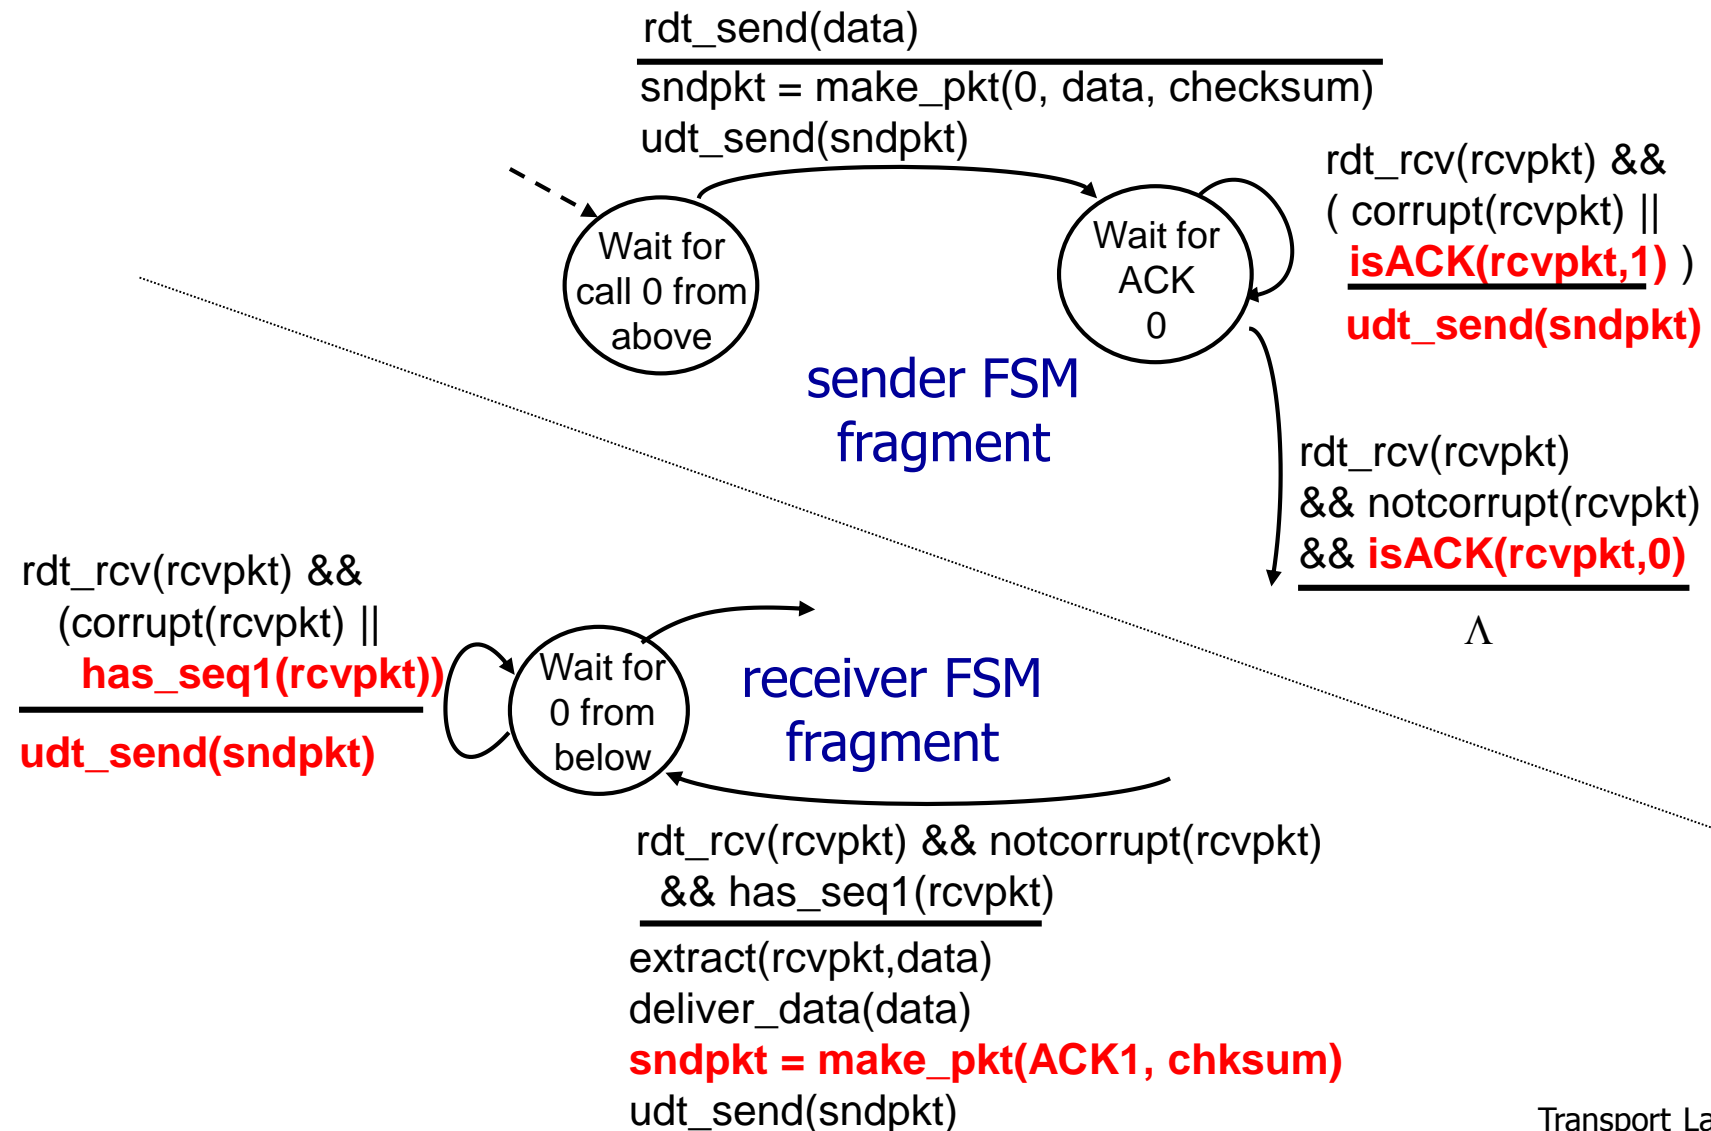 rdt_send(data)
sndpkt = make_pkt(0, data, checksum)
udt_send(sndpkt)
rdt_rcv(rcvpkt) &&
( corrupt(rcvpkt) ||
isACK(rcvpkt,1) )
udt_send(sndpkt)
Wait for
call 0 from
above
Wait for
ACK
0
sender FSM
fragment
rdt_rcv(rcvpkt)
&& notcorrupt(rcvpkt)
&& isACK(rcvpkt,0)
Λ
rdt_rcv(rcvpkt) &&
(corrupt(rcvpkt) ||
has_seq1(rcvpkt))
udt_send(sndpkt)
Wait for
0 from
below
receiver FSM
fragment
rdt_rcv(rcvpkt) && notcorrupt(rcvpkt)
&& has_seq1(rcvpkt)
extract(rcvpkt,data)
deliver_data(data)
sndpkt = make_pkt(ACK1, chksum)
udt_send(sndpkt)
Transport La